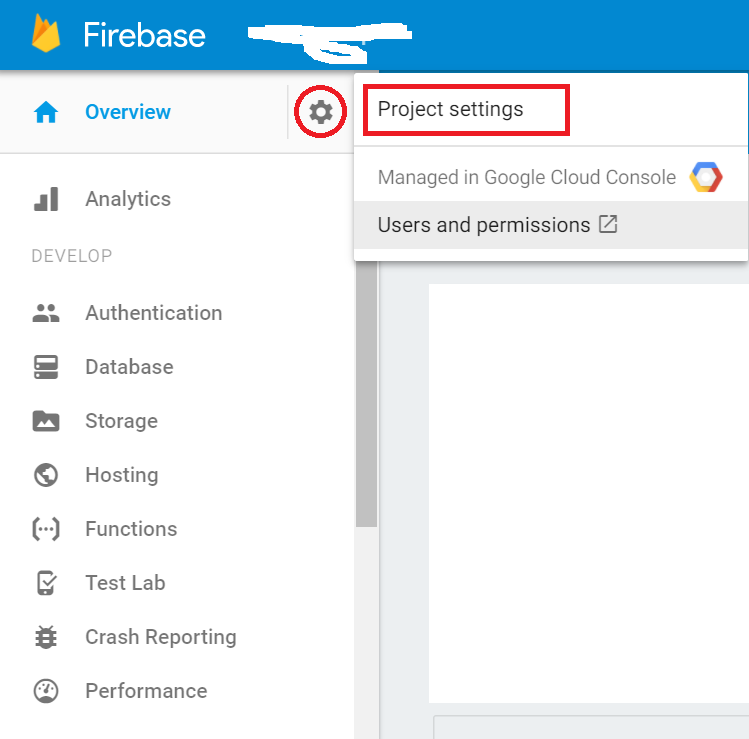 Firebase
Overview
Project settings
Managed in Google Cloud Console
Users and permissions
Analytics
DEVELOP
Authentication
Database
Storage
Hosting
Functions
Test Lab
Crash Reporting
Performance